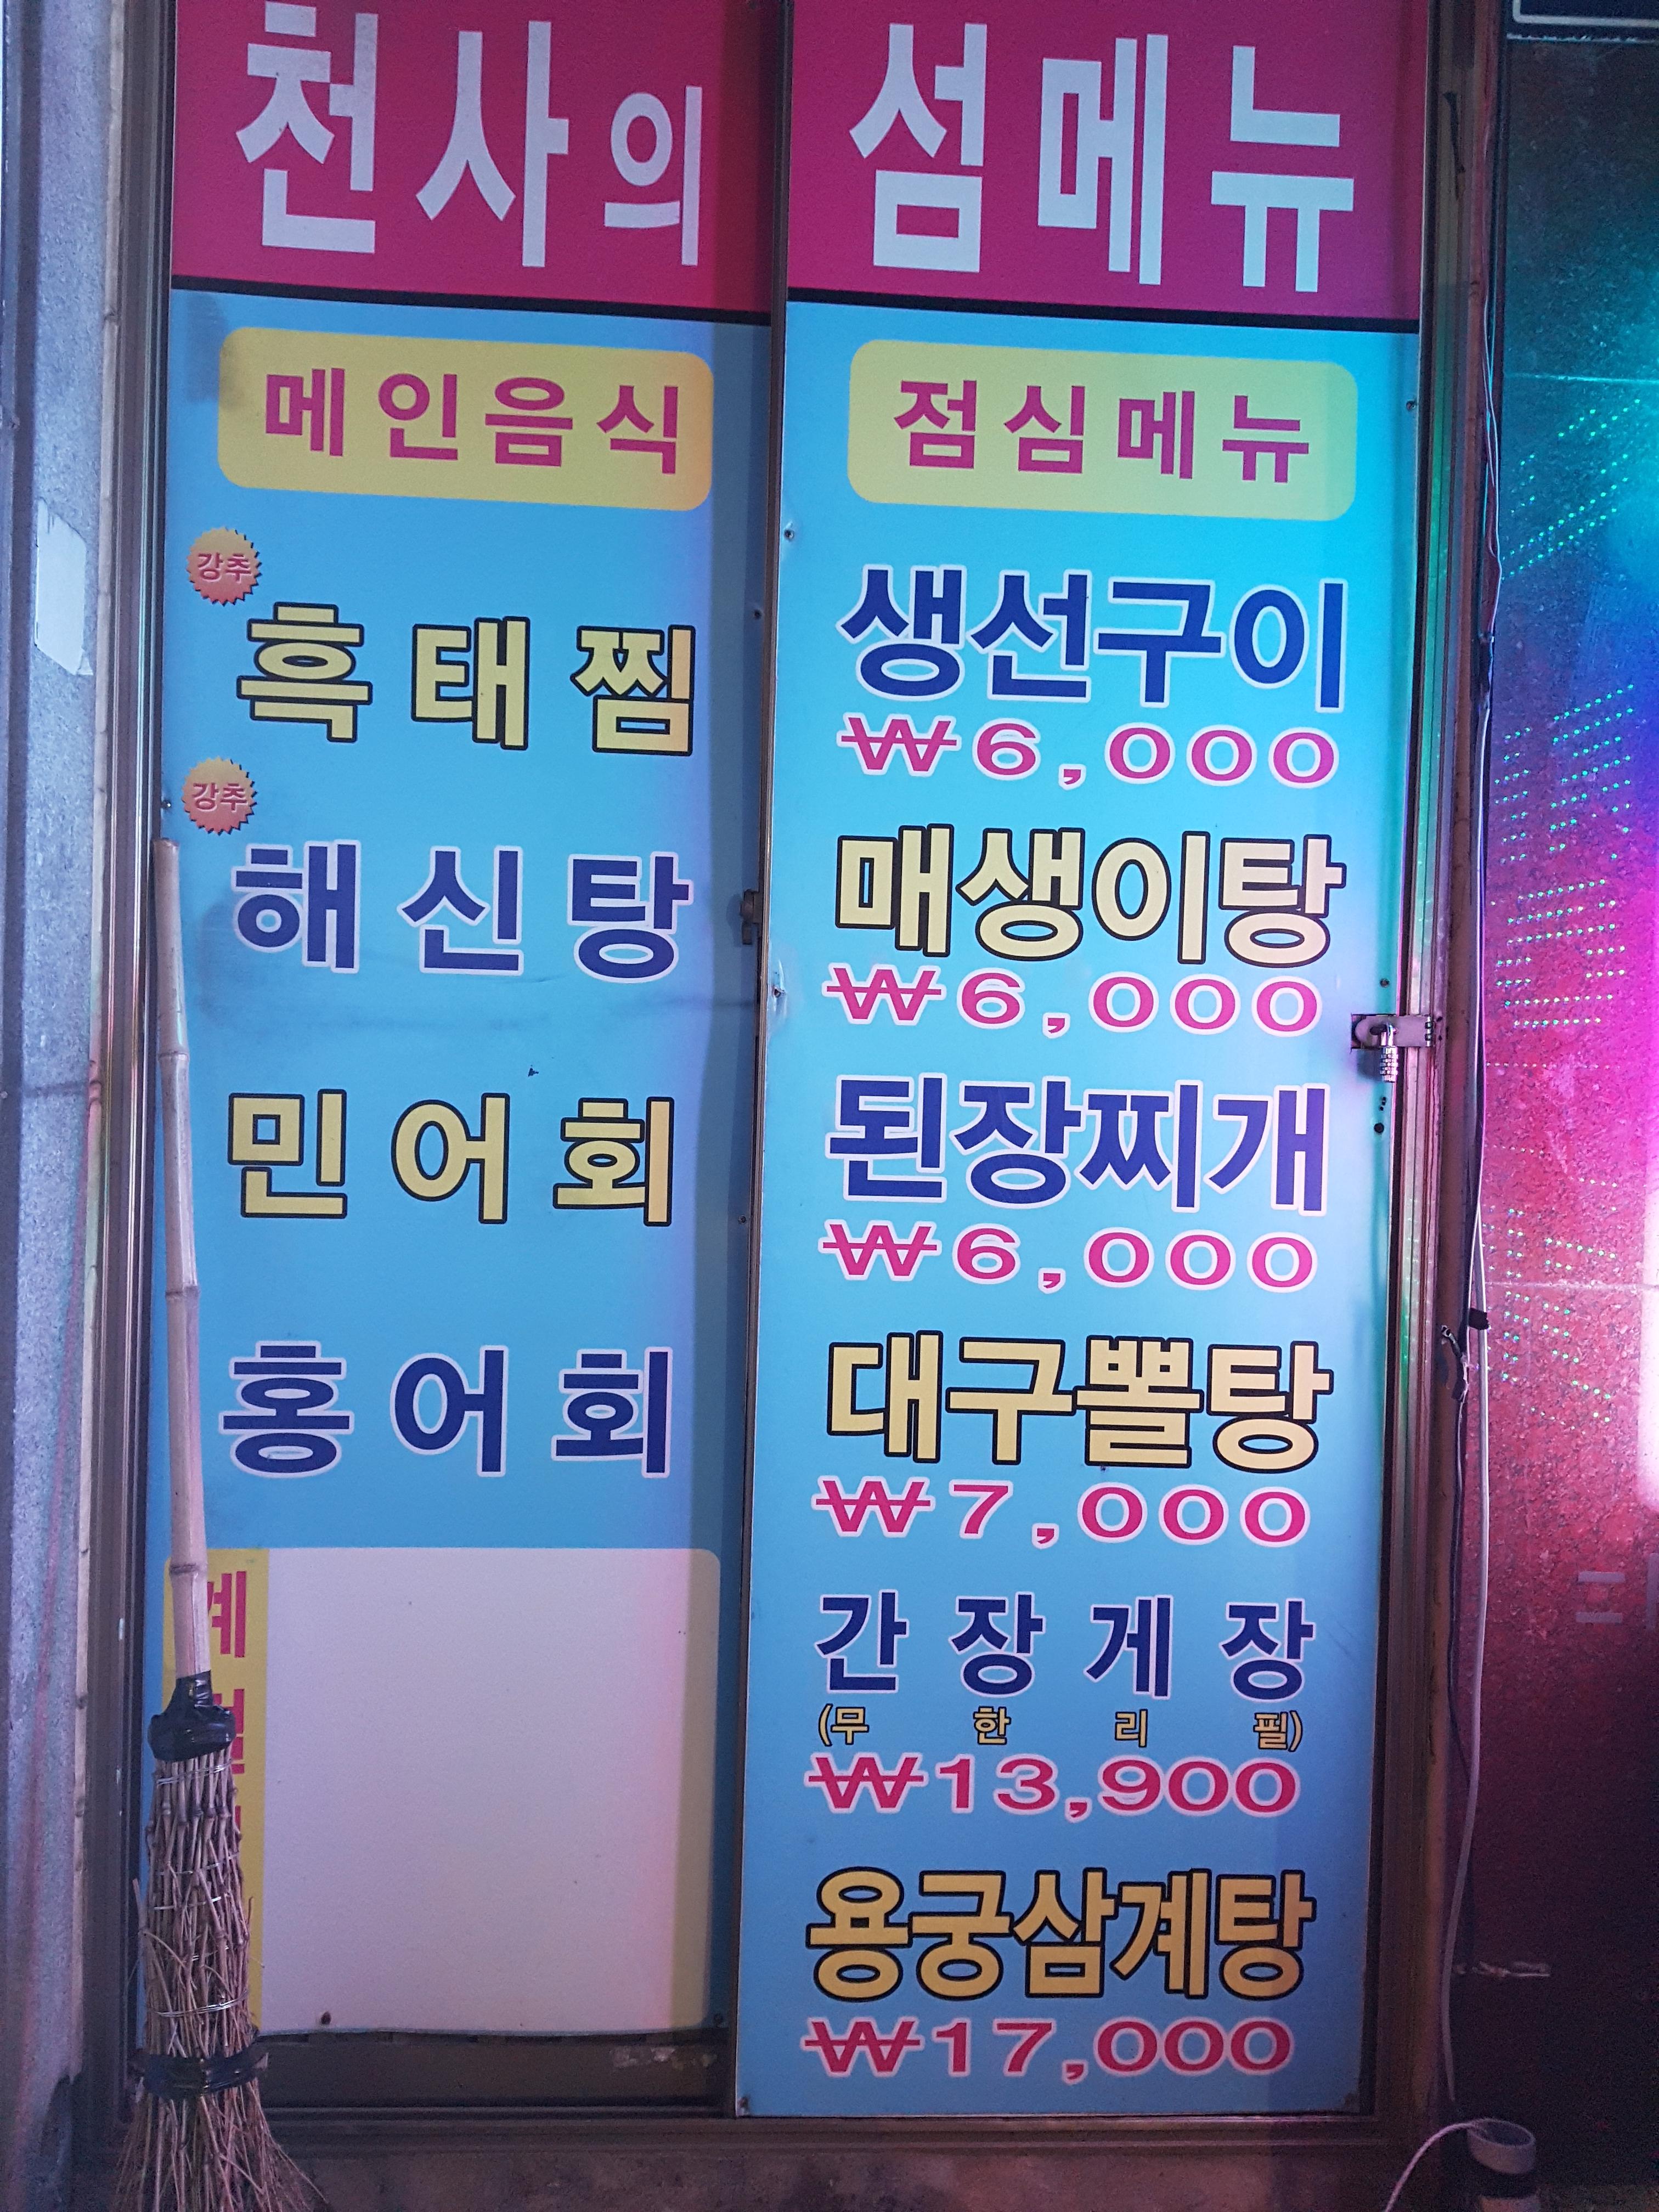 천사의 섬메뉴
메인음식
강추
흑태찜
강추
해신탕
민어회
홍어회
계
점심메뉴
생선구이
₩6,000
매생이탕
₩6,000
된장찌개
₩6,000
대구뽈탕
₩7,000
간장게장
(무한리필)
₩13,900
용궁삼계탕
₩17,000